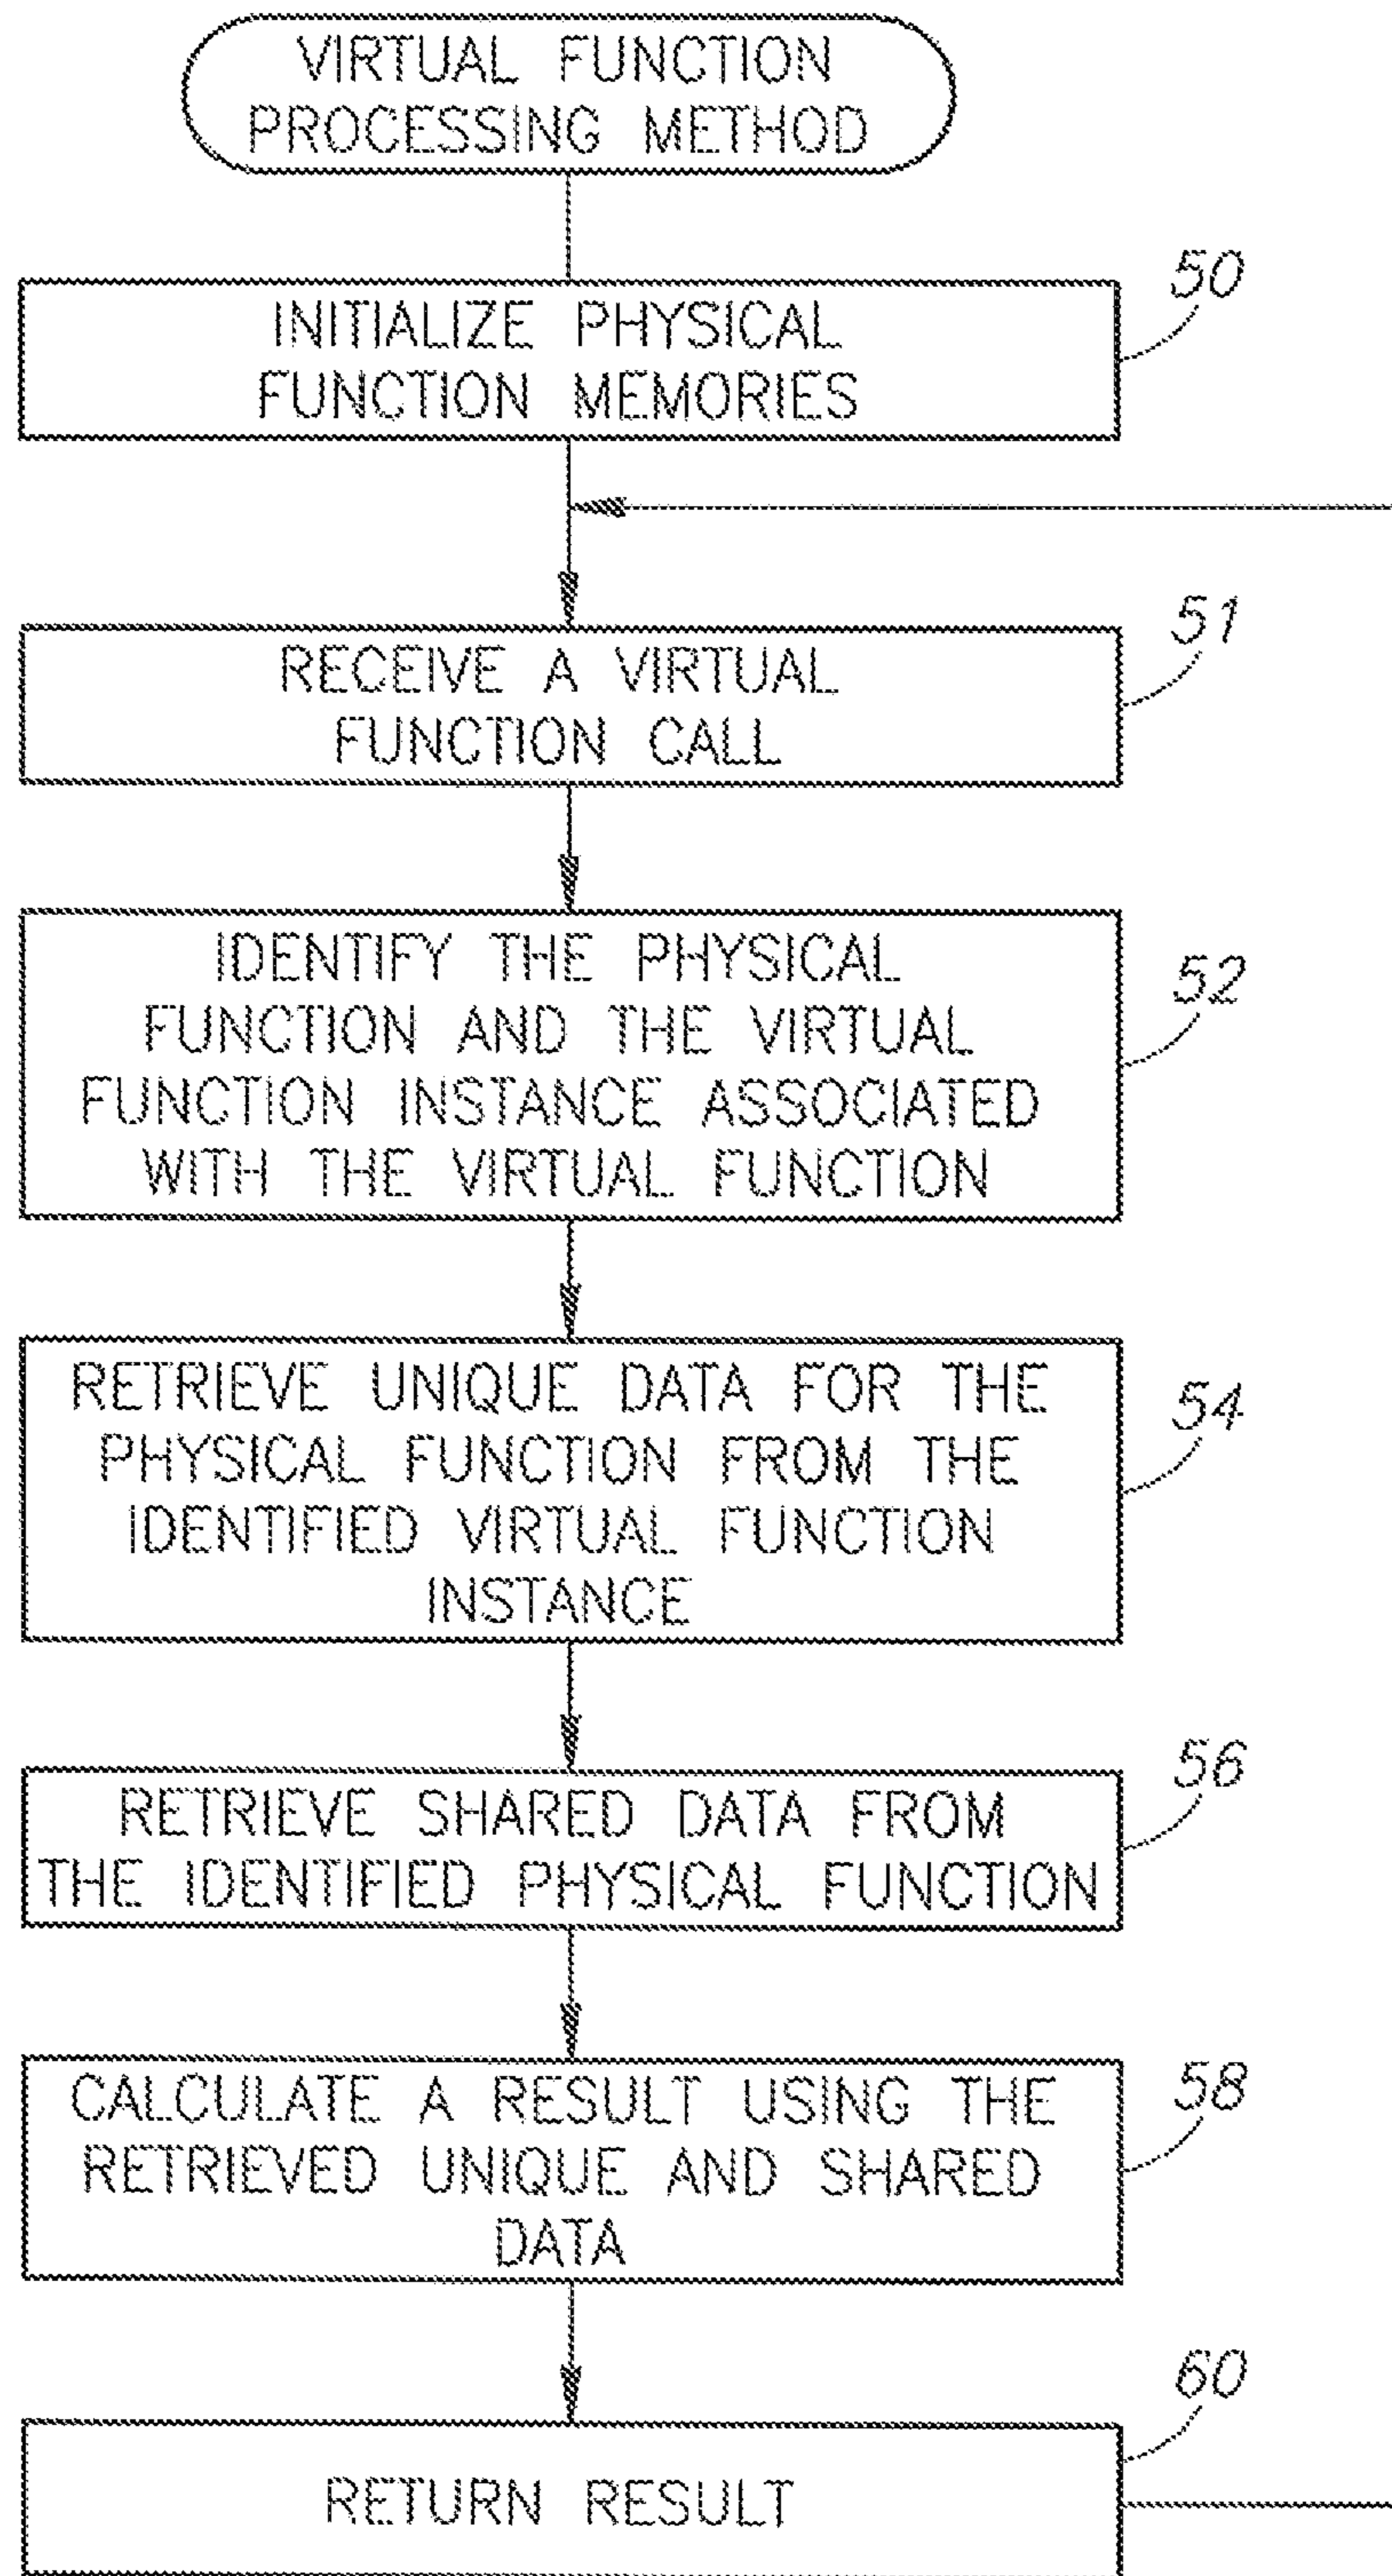 VIRTUAL FUNCTION
PROCESSING METHOD
50
INITIALIZE PHYSICAL
FUNCTION MEMORIES
51
RECEIVE A VIRTUAL
FUNCTION CALL
52
IDENTIFY THE PHYSICAL
FUNCTION AND THE VIRTUAL
FUNCTION INSTANCE ASSOCIATED
WITH THE VIRTUAL FUNCTION
54
RETRIEVE UNIQUE DATA FOR THE
PHYSICAL FUNCTION FROM THE
IDENTIFIED VIRTUAL FUNCTION
INSTANCE
56
RETRIEVE SHARED DATA FROM
THE IDENTIFIED PHYSICAL FUNCTION
58
CALCULATE A RESULT USING THE
RETRIEVED UNIQUE AND SHARED
DATA
60
RETURN RESULT